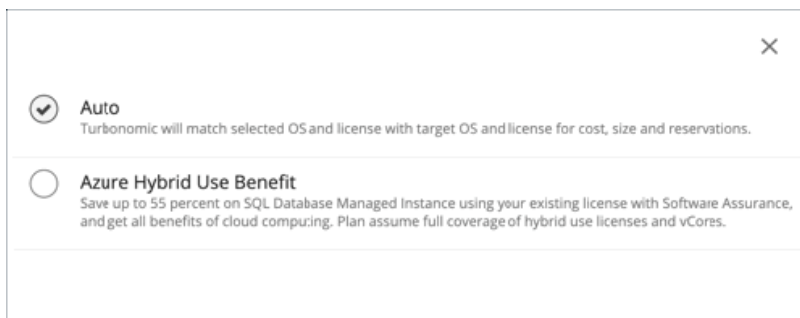 Auto
Turbonomic will match selected OS and license with target OS and license for cost, size and reservations.
Azure Hybrid Use Benefit
Save up to 55 percent on SQL Database Managed Instance using your existing license with Software Assurance,
and get all benefits of cloud computing. Plan assume full coverage of hybrid use licenses and vCores.